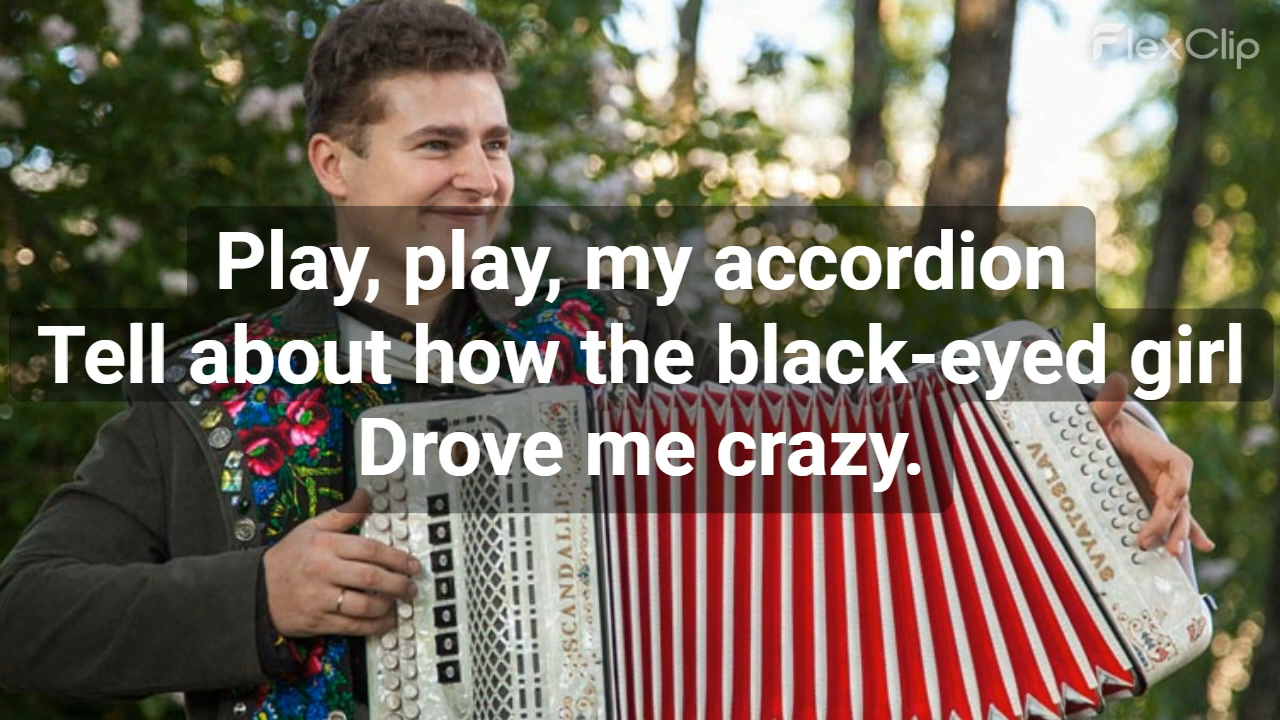 FlexClip
Play, play, my accordion
Tell about how the black-eyed girl
Drove me crazy.
SCANDALLI
SVYATOSLAV